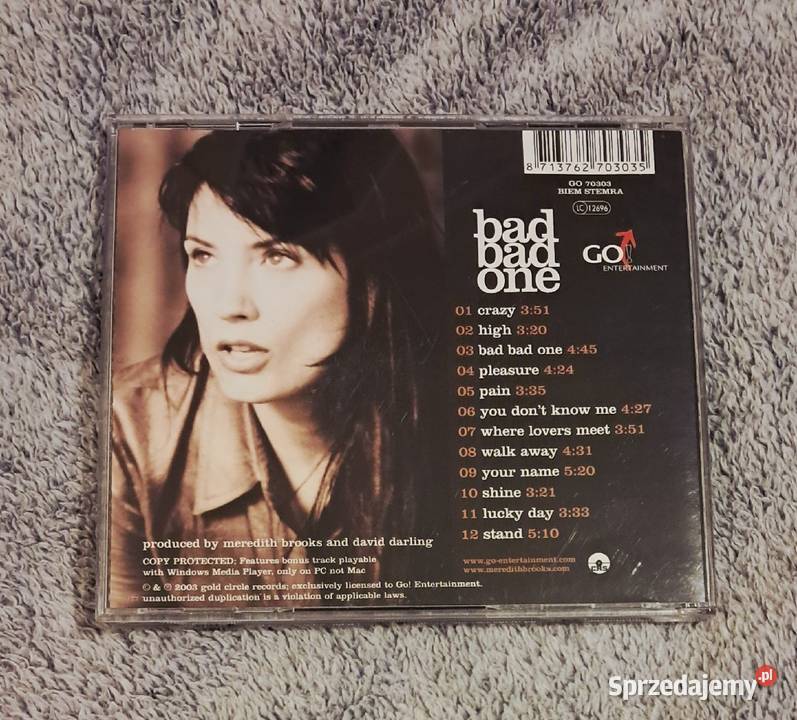 8 713762 703035
GO 70303
BIEM STEMRA
LC 12696
bad
bad
one
GO!
ENTERTAINMENT
01 crazy 3:51
02 high 3:20
03 bad bad one 4:45
04 pleasure 4:24
05 pain 3:35
06 you don't know me 4:27
07 where lovers meet 3:51
08 walk away 4:31
09 your name 5:20
10 shine 3:21
11 lucky day 3:33
12 stand 5:10
produced by meredith brooks and david darling
COPY PROTECTED; Features bonus track playable
with Windows Media Player, only on PC not Mac
© & ℗ 2003 gold circle records; exclusively licensed to Go! Entertainment.
unauthorized duplication is a violation of applicable laws.
www.go-entertainment.com
www.meredithbrooks.com
Sprzedajemy.pl